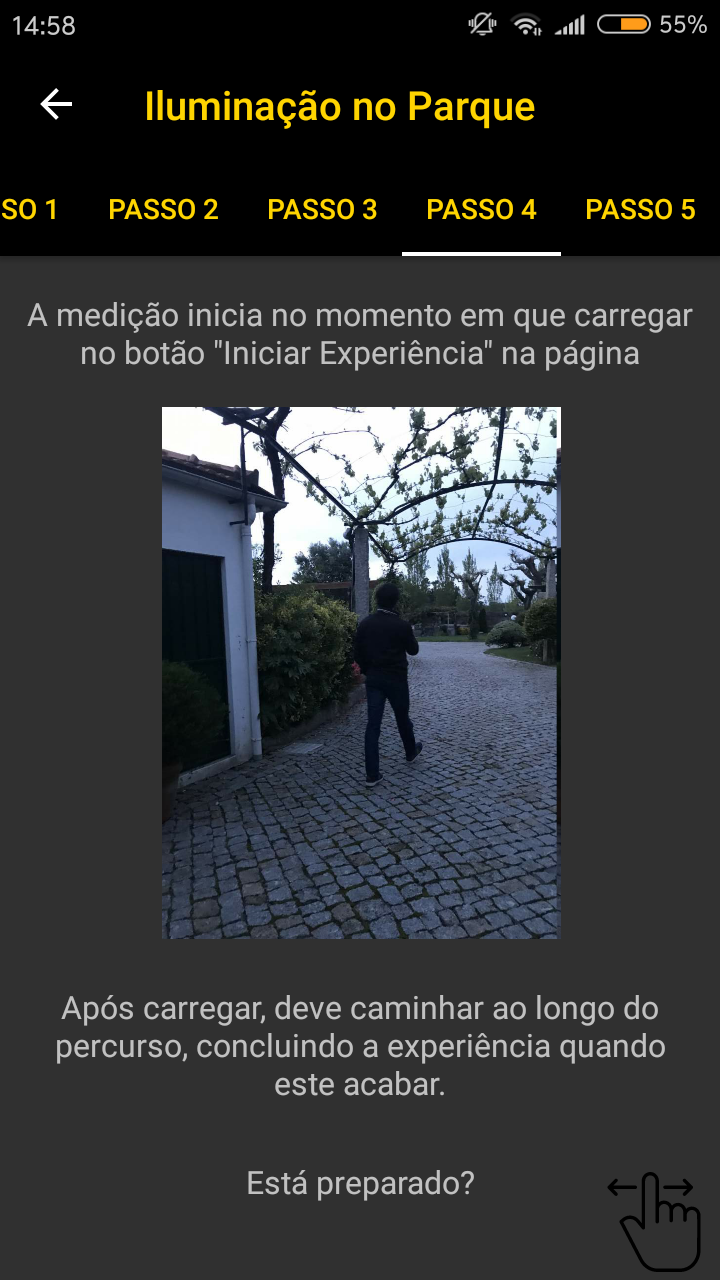 14:58
55%
Iluminação no Parque
SO 1
PASSO 2
PASSO 3
PASSO 4
PASSO 5
A medição inicia no momento em que carregar
no botão "Iniciar Experiência" na página
Após carregar, deve caminhar ao longo do
percurso, concluindo a experiência quando
este acabar.
Está preparado?